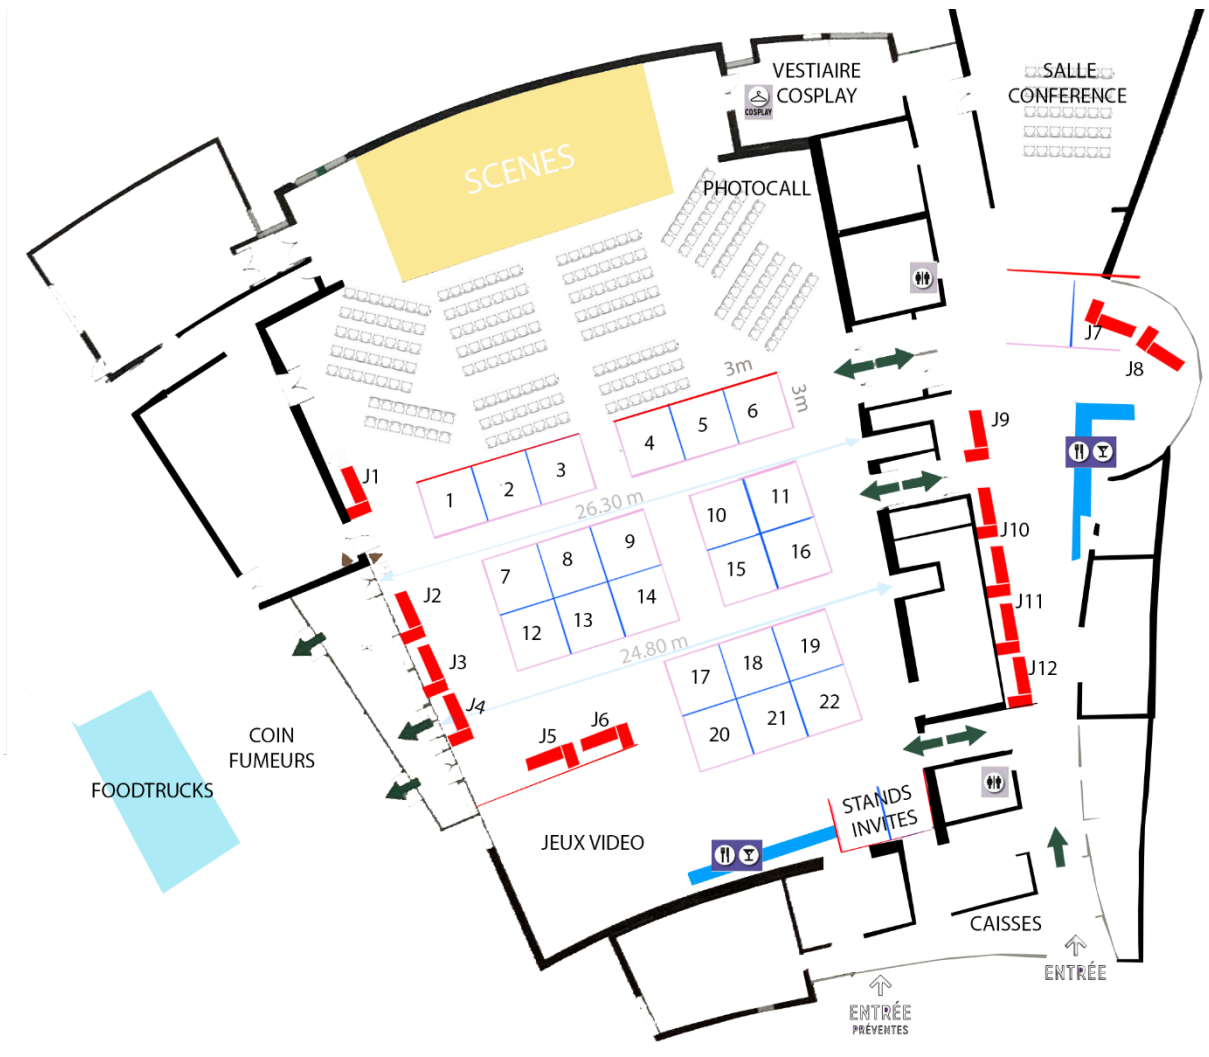 VESTIAIRE
COSPLAY
COSPLAY
SALLE
CONFERENCE
SCENES
PHOTOCALL
J7
J8
3m
3m
4
5
6
J9
J1
1
2
3
26.30 m
10
11
J10
7
8
9
15
16
J2
12
13
14
J11
24.80 m
J3
17
18
19
J12
J4
20
21
22
J5
J6
COIN
FUMEURS
FOODTRUCKS
STANDS
INVITES
JEUX VIDEO
CAISSES
ENTRÉE
ENTRÉE
PRÉVENTES